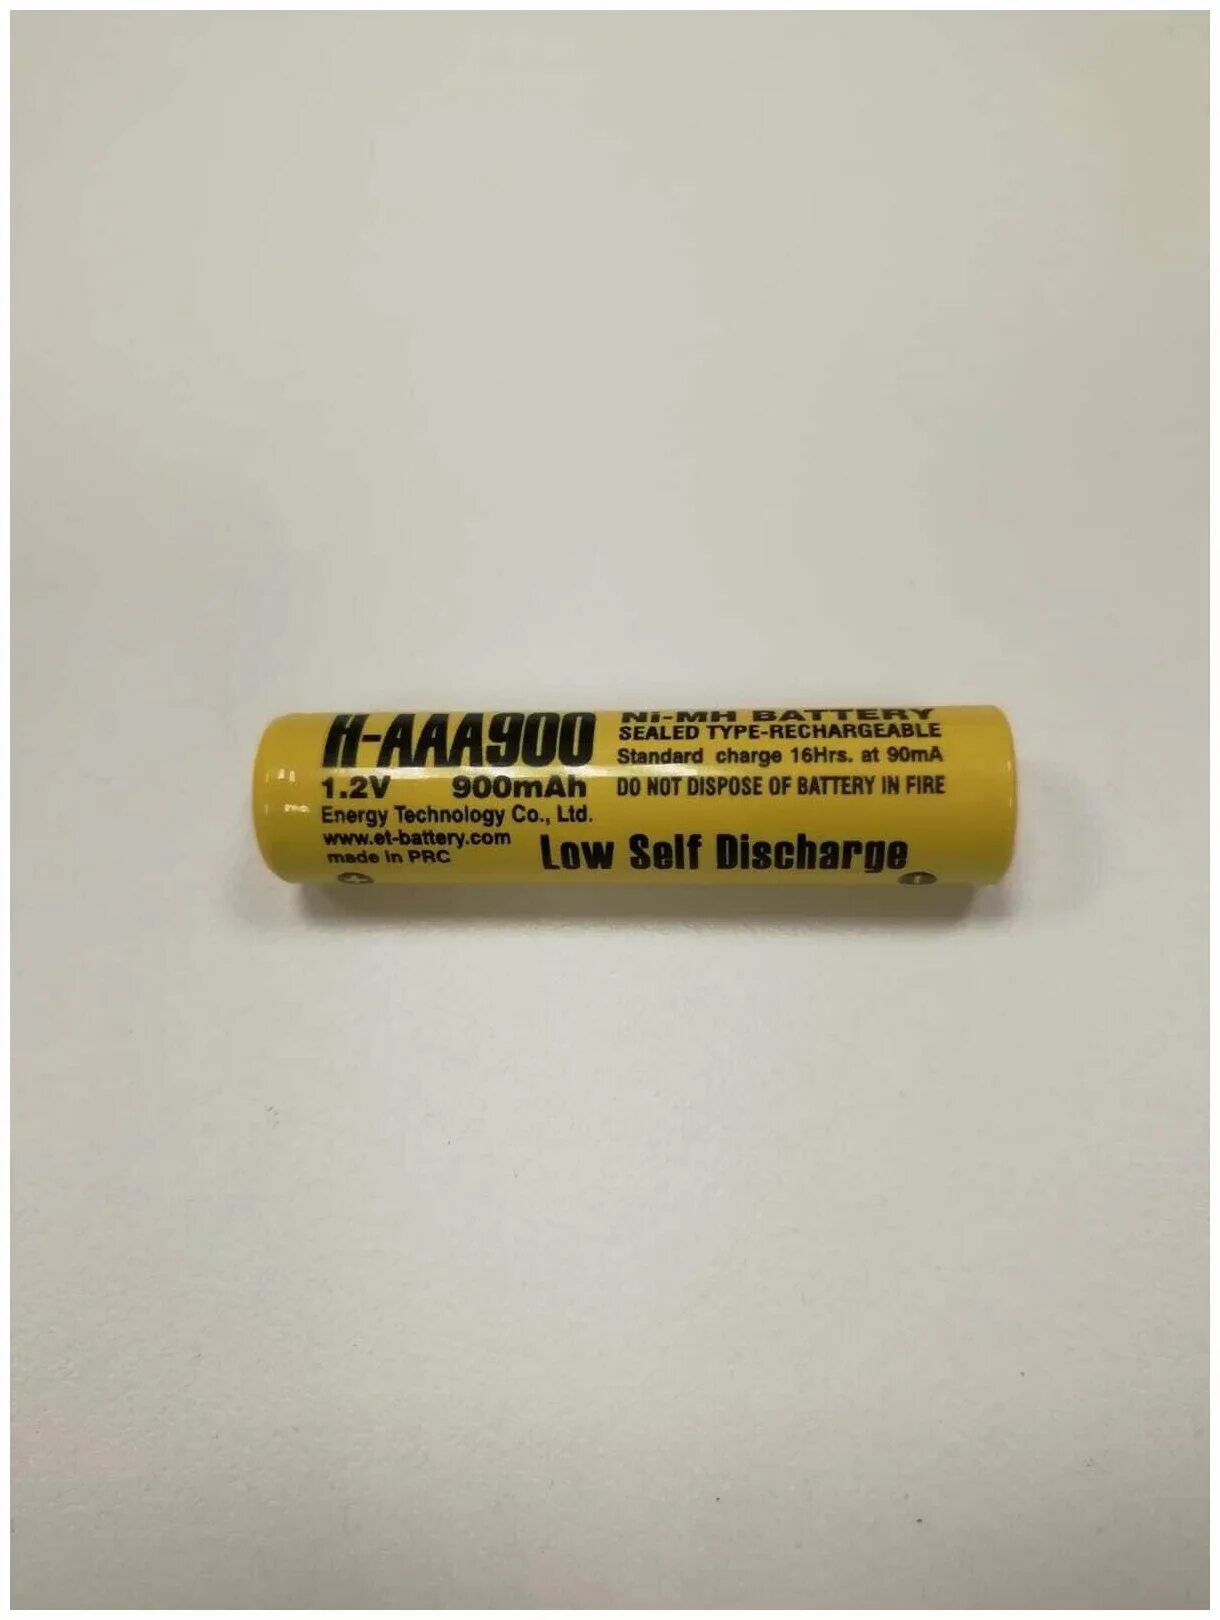 H-AAA900
1.2V 900mAh
Energy Technology Co., Ltd.
www.et-battery.com
made in PRC
Ni-MH BATTERY
SEALED TYPE-RECHARGEABLE
Standard charge 16Hrs. at 90mA
DO NOT DISPOSE OF BATTERY IN FIRE
Low Self Discharge